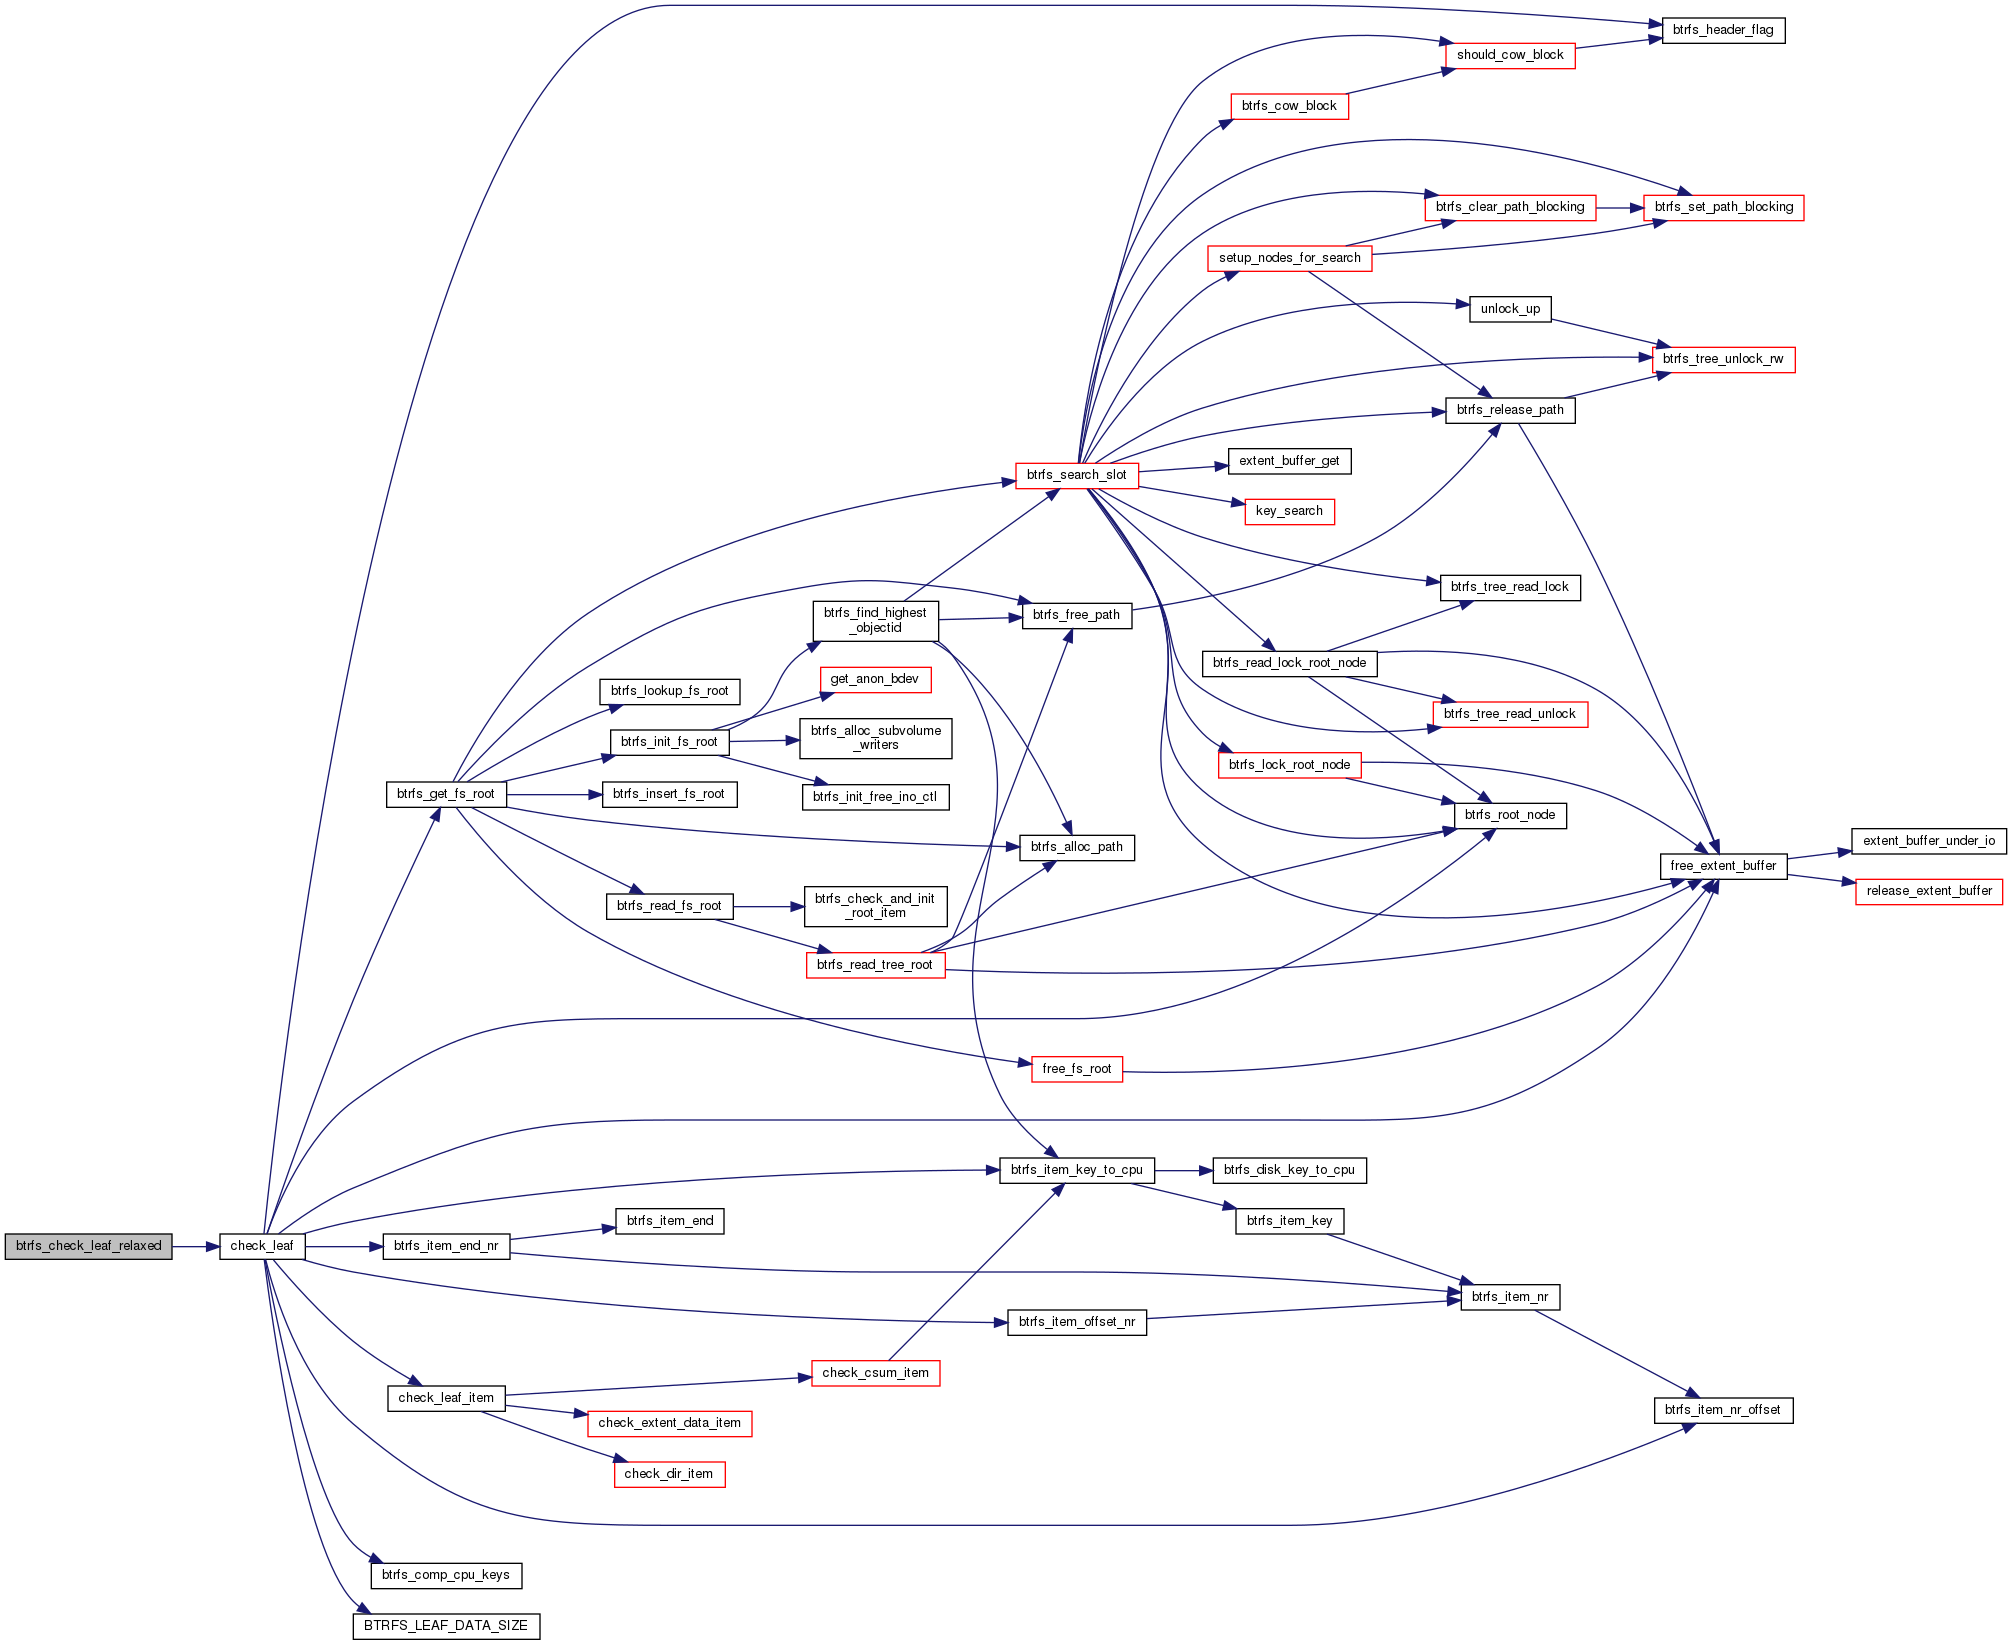 btrfs_header_flag
should_cow_block
btrfs_cow_block
btrfs_clear_path_blocking
btrfs_set_path_blocking
setup_nodes_for_search
unlock_up
btrfs_tree_unlock_rw
btrfs_release_path
extent_buffer_get
btrfs_search_slot
key_search
btrfs_tree_read_lock
btrfs_find_highest
_objectid
btrfs_free_path
btrfs_read_lock_root_node
get_anon_bdev
btrfs_lookup_fs_root
btrfs_tree_read_unlock
btrfs_alloc_subvolume
_writers
btrfs_init_fs_root
btrfs_lock_root_node
btrfs_get_fs_root
btrfs_insert_fs_root
btrfs_init_free_ino_ctl
btrfs_root_node
btrfs_alloc_path
extent_buffer_under_io
free_extent_buffer
release_extent_buffer
btrfs_read_fs_root
btrfs_check_and_init
_root_item
btrfs_read_tree_root
free_fs_root
btrfs_item_key_to_cpu
btrfs_disk_key_to_cpu
btrfs_item_end
btrfs_item_key
btrfs_check_leaf_relaxed
check_leaf
btrfs_item_end_nr
btrfs_item_nr
btrfs_item_offset_nr
check_csum_item
check_leaf_item
btrfs_item_nr_offset
check_extent_data_item
check_dir_item
btrfs_comp_cpu_keys
BTRFS_LEAF_DATA_SIZE